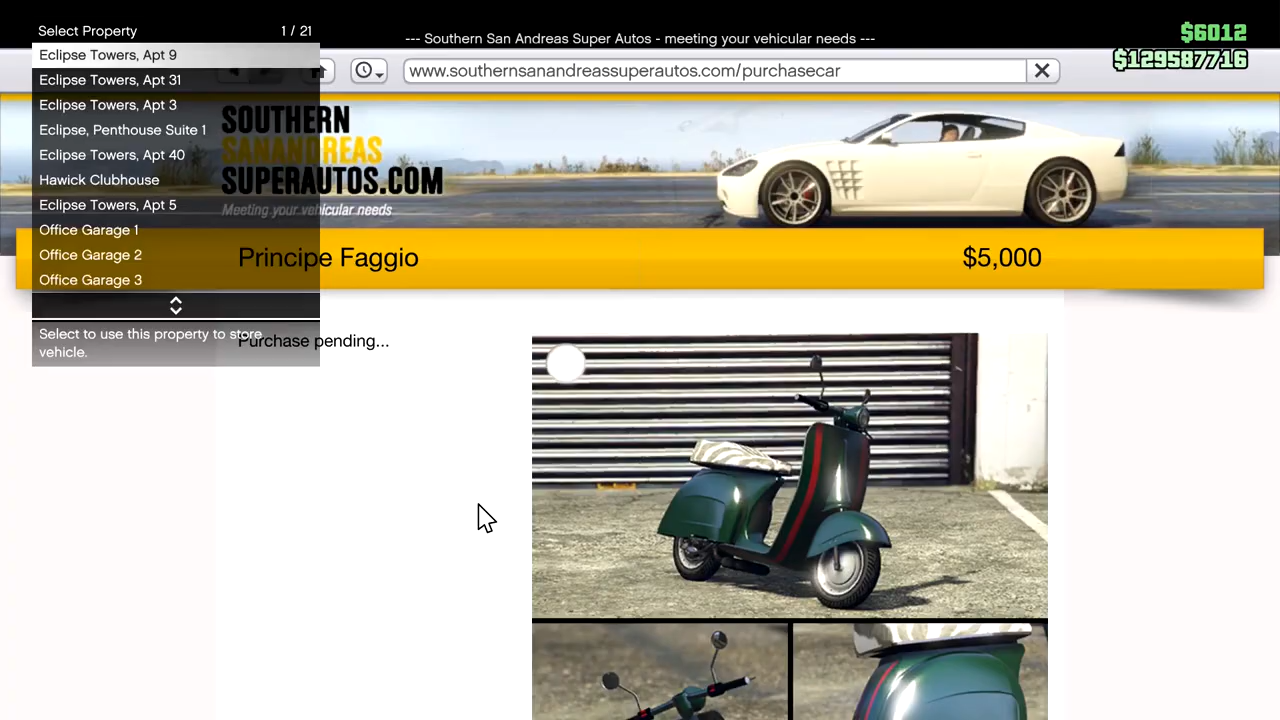 Select Property 1 / 21
Eclipse Towers, Apt 9
Eclipse Towers, Apt 31
Eclipse Towers, Apt 3
Eclipse, Penthouse Suite 1
Eclipse Towers, Apt 40
Hawick Clubhouse
Eclipse Towers, Apt 5
Office Garage 1
Office Garage 2
Office Garage 3
Select to use this property to store
vehicle.
--- Southern San Andreas Super Autos - meeting your vehicular needs ---
$6012
$129587716
www.southernsanandreassuperautos.com/purchasecar
SOUTHERN
SANANDREAS
SUPERAUTOS.COM
Meeting your vehicular needs
Principe Faggio $5,000
Purchase pending...